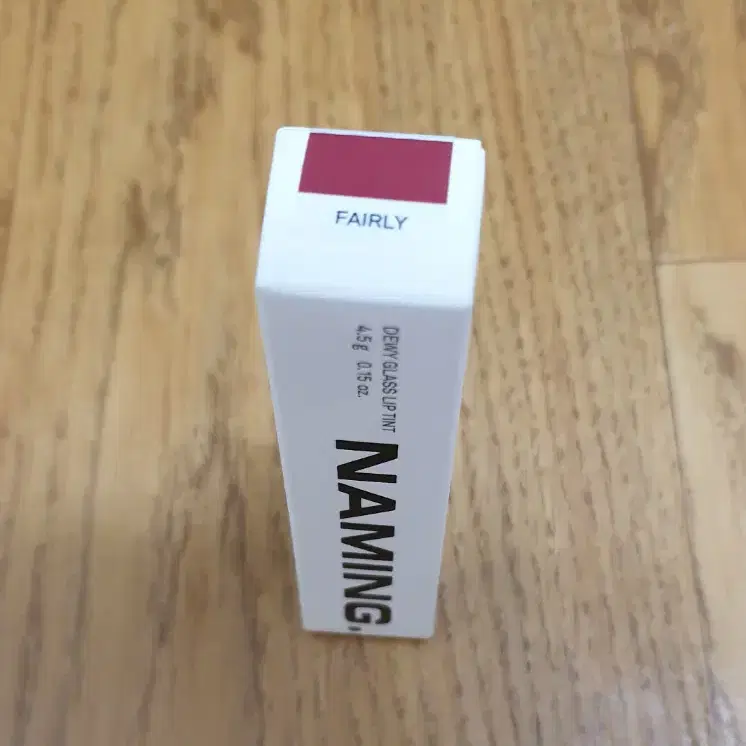 FAIRLY
DEWY GLASS LIP TINT
4.5 g 0.15 oz.
NAMING.